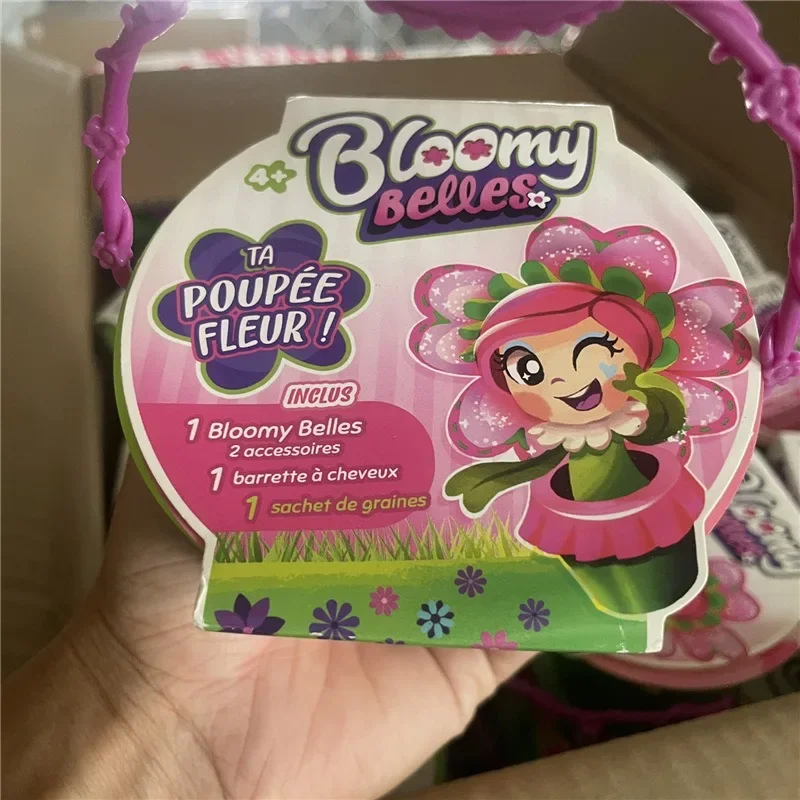 Bloomy
Belles
4+
TA
POUPÉE
FLEUR !
INCLUS
1 Bloomy Belles
2 accessoires
1 barrette à cheveux
1 sachet de graines